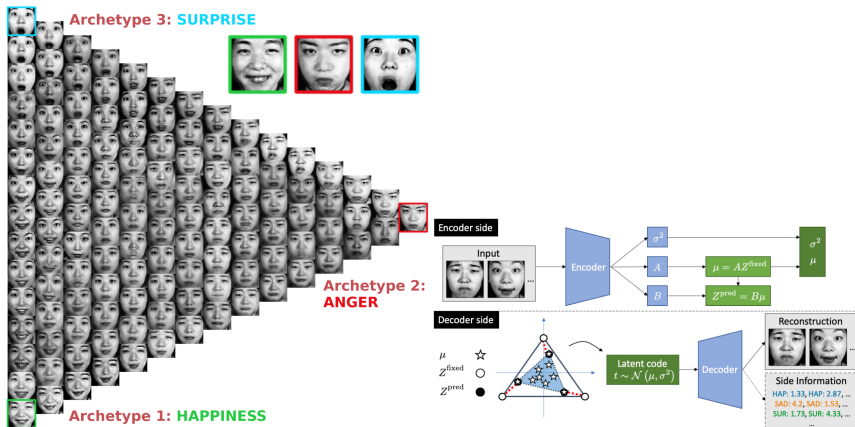 Archetype 3: SURPRISE
Archetype 2:
ANGER
Archetype 1: HAPPINESS
Encoder side
Input
...
Encoder
σ²
A
B
μ = AZ^fixed
Z^pred = Bμ
σ²
μ
Decoder side
μ
Z^fixed
Z^pred
Latent code
t ∼ N (μ, σ²)
Decoder
Reconstruction
...
Side Information
HAP: 1.33, HAP: 2.87, ...
SAD: 4.2, SAD: 1.53, ...
SUR: 1.73, SUR: 4.33, ...
...